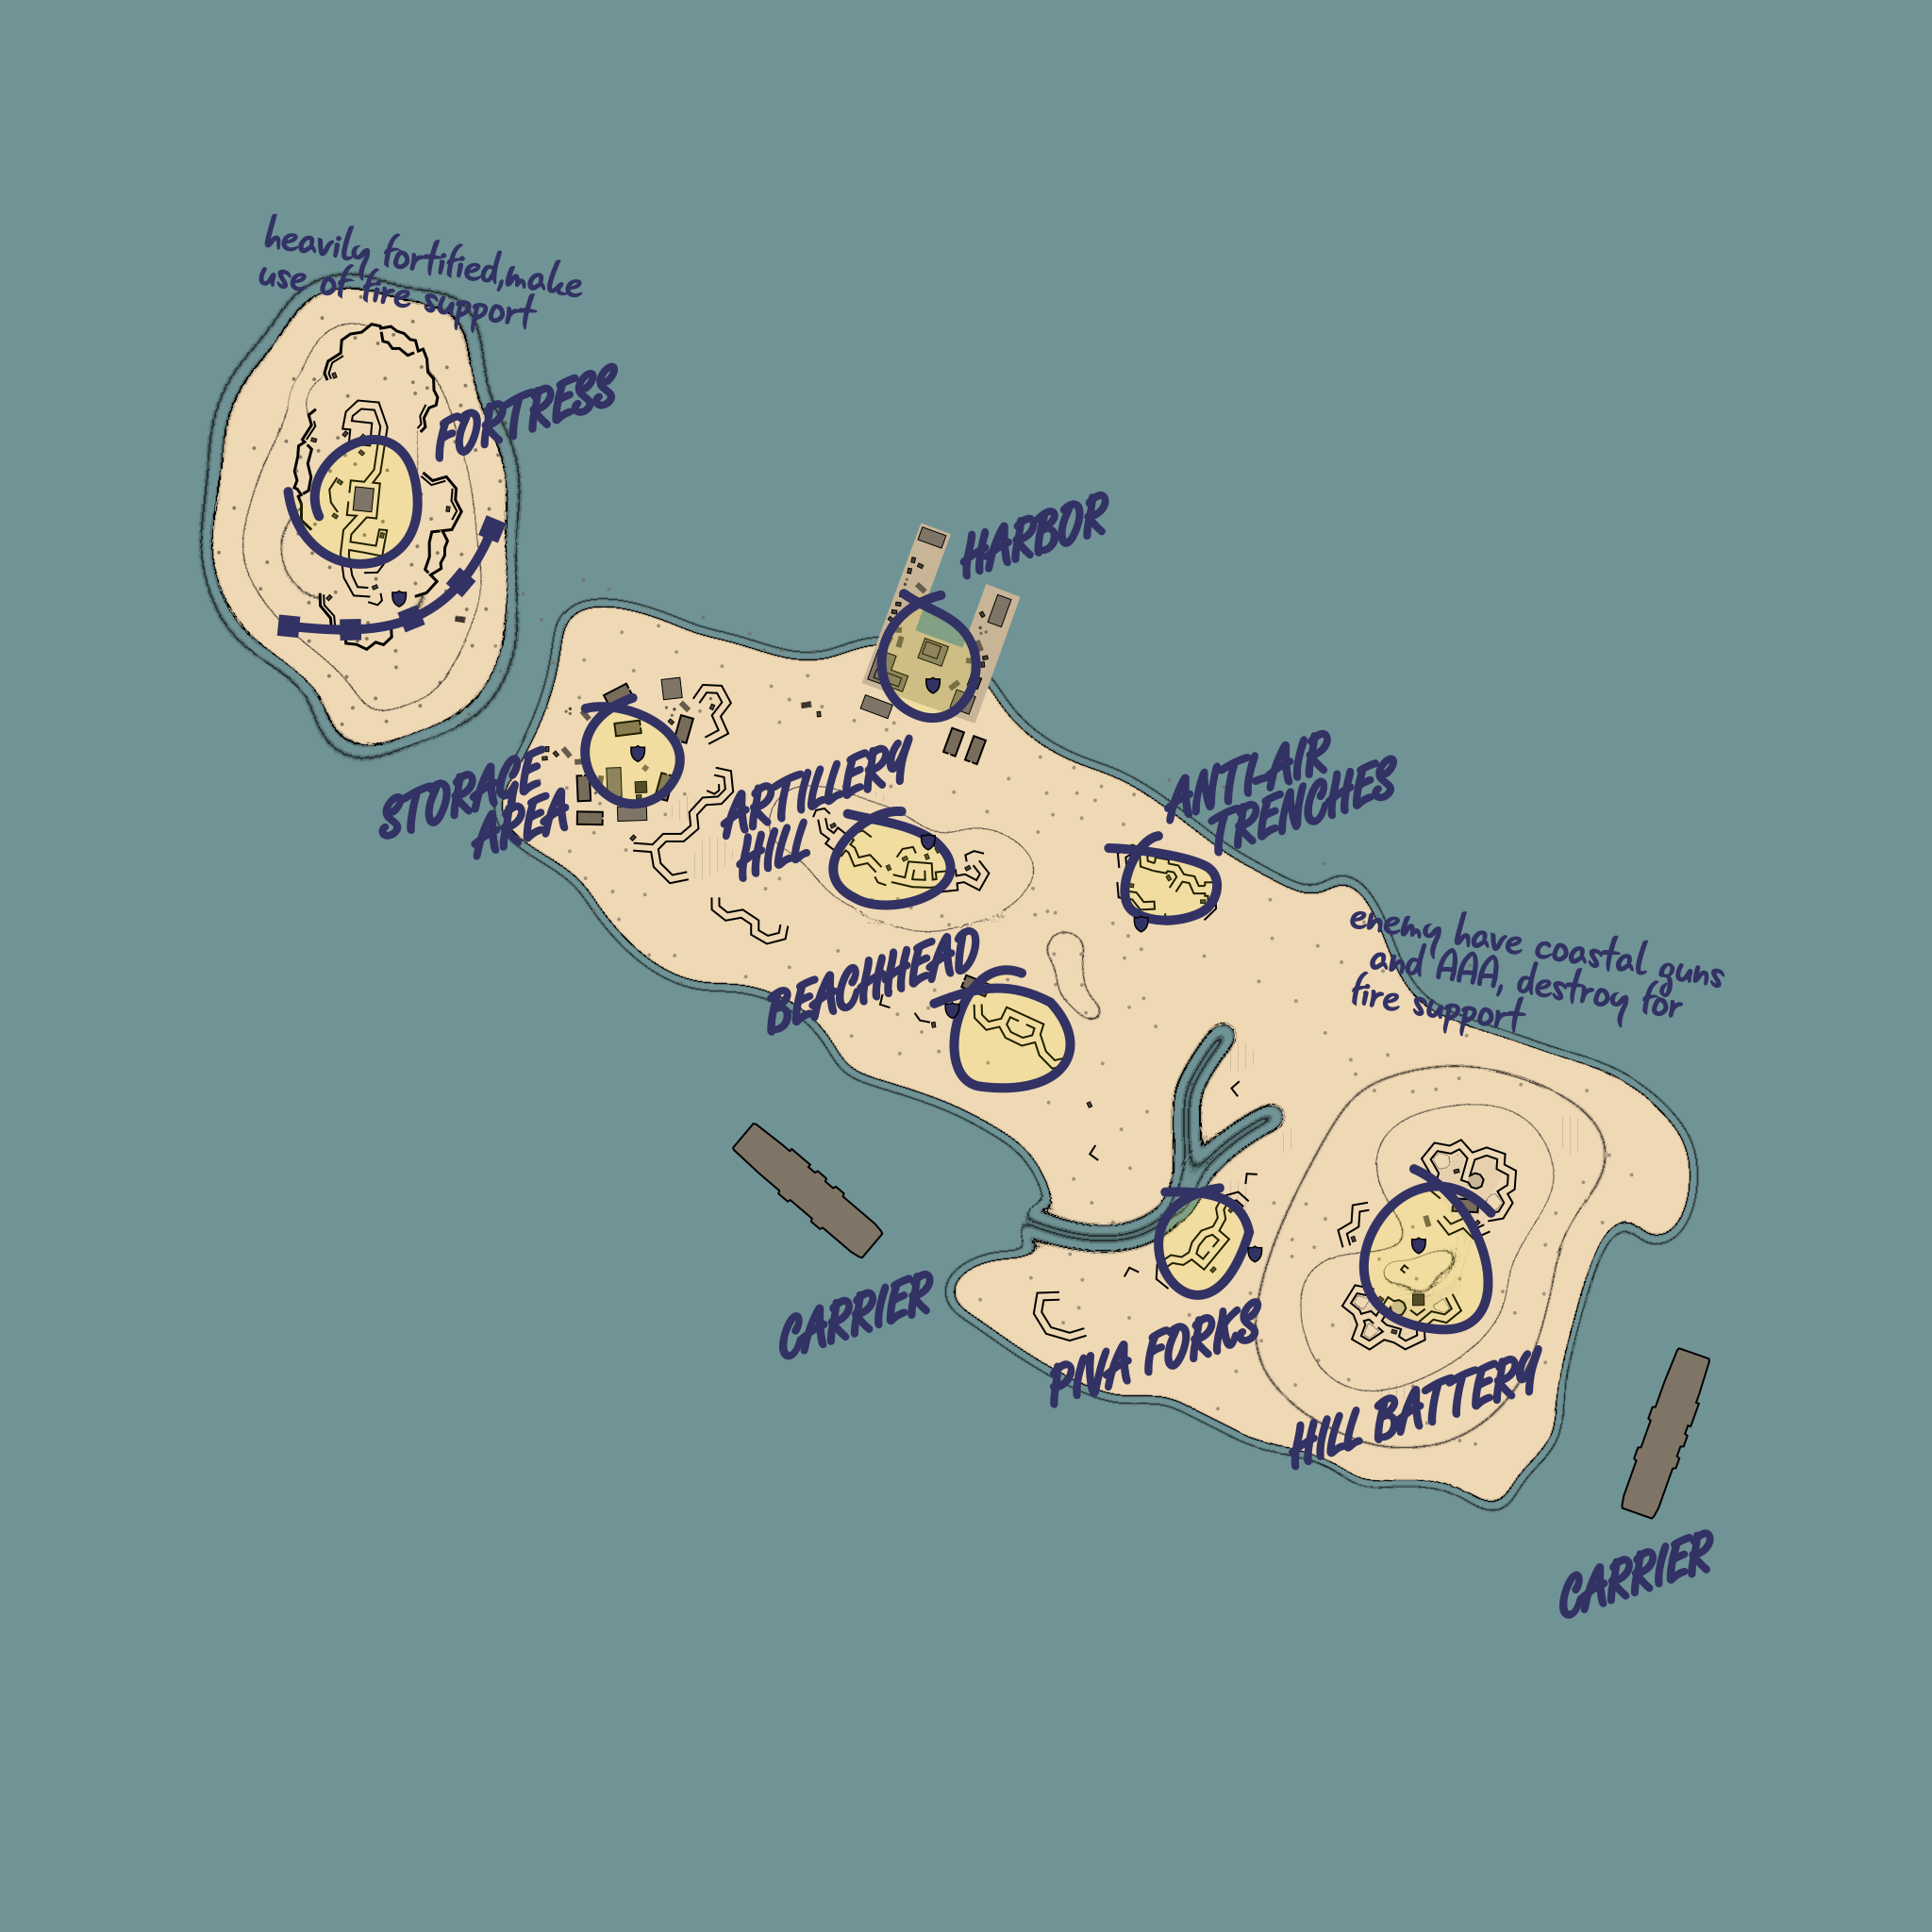 heavily fortified,make
use of fire support
FORTRESS
HARBOR
STORAGE
AREA
ARTILLERY
HILL
ANTI-AIR
TRENCHES
BEACHHEAD
enemy have coastal guns
and AAA, destroy for
fire support
CARRIER
PIVA FORKS
HILL BATTERY
CARRIER